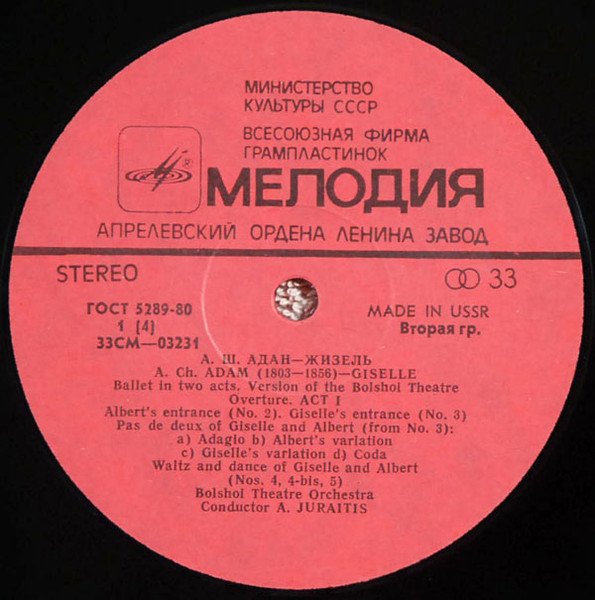 МИНИСТЕРСТВО
КУЛЬТУРЫ СССР
ВСЕСОЮЗНАЯ ФИРМА
ГРАМПЛАСТИНОК
®
МЕЛОДИЯ
АПРЕЛЕВСКИЙ ОРДЕНА ЛЕНИНА ЗАВОД
STEREO
33
ГОСТ 5289-80
1 (4)
33СМ—03231
MADE IN USSR
Вторая гр.
А. Ш. АДАН—ЖИЗЕЛЬ
A. Ch. ADAM (1803—1856)—GISELLE
Ballet in two acts. Version of the Bolshoi Theatre
Overture. ACT I
Albert's entrance (No. 2). Giselle's entrance (No. 3)
Pas de deux of Giselle and Albert (from No. 3):
a) Adagio b) Albert's variation
c) Giselle's variation d) Coda
Waltz and dance of Giselle and Albert
(Nos. 4, 4-bis, 5)
Bolshoi Theatre Orchestra
Conductor A. JURAITIS